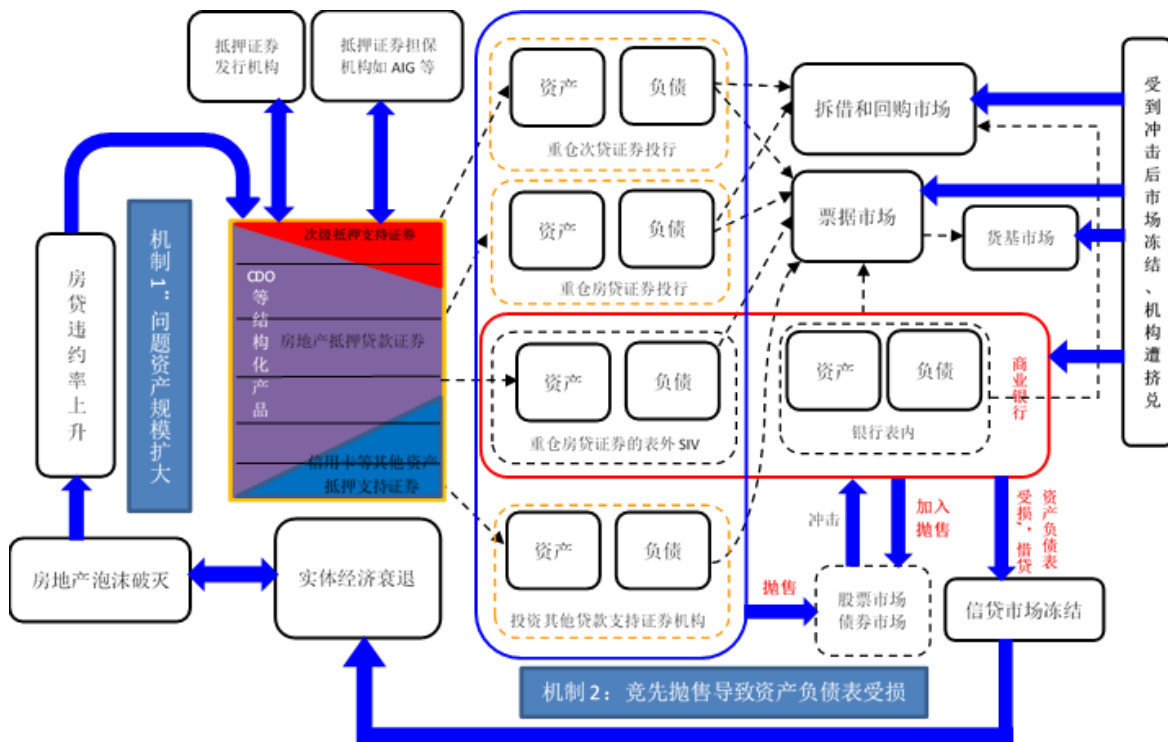 抵押证券
发行机构
抵押证券担保
机构如 AIG 等
资产
负债
重仓次贷证券投行
拆借和回购市场
受到冲击后市场冻结、机构遭挤兑
房贷违约率上升
机制1：问题资产规模扩大
次级抵押支持证券
CDO等结构化产品
房地产抵押贷款证券
信用卡等其他资产
抵押支持证券
资产
负债
重仓房贷证券投行
票据市场
货基市场
资产
负债
重仓房贷证券的表外 SIV
资产
负债
银行表内
商业银行
房地产泡沫破灭
实体经济衰退
资产
负债
投资其他贷款支持证券机构
抛售
冲击
加入
抛售
资产负债表
受损，惜贷
股票市场
债券市场
信贷市场冻结
机制 2：竞先抛售导致资产负债表受损